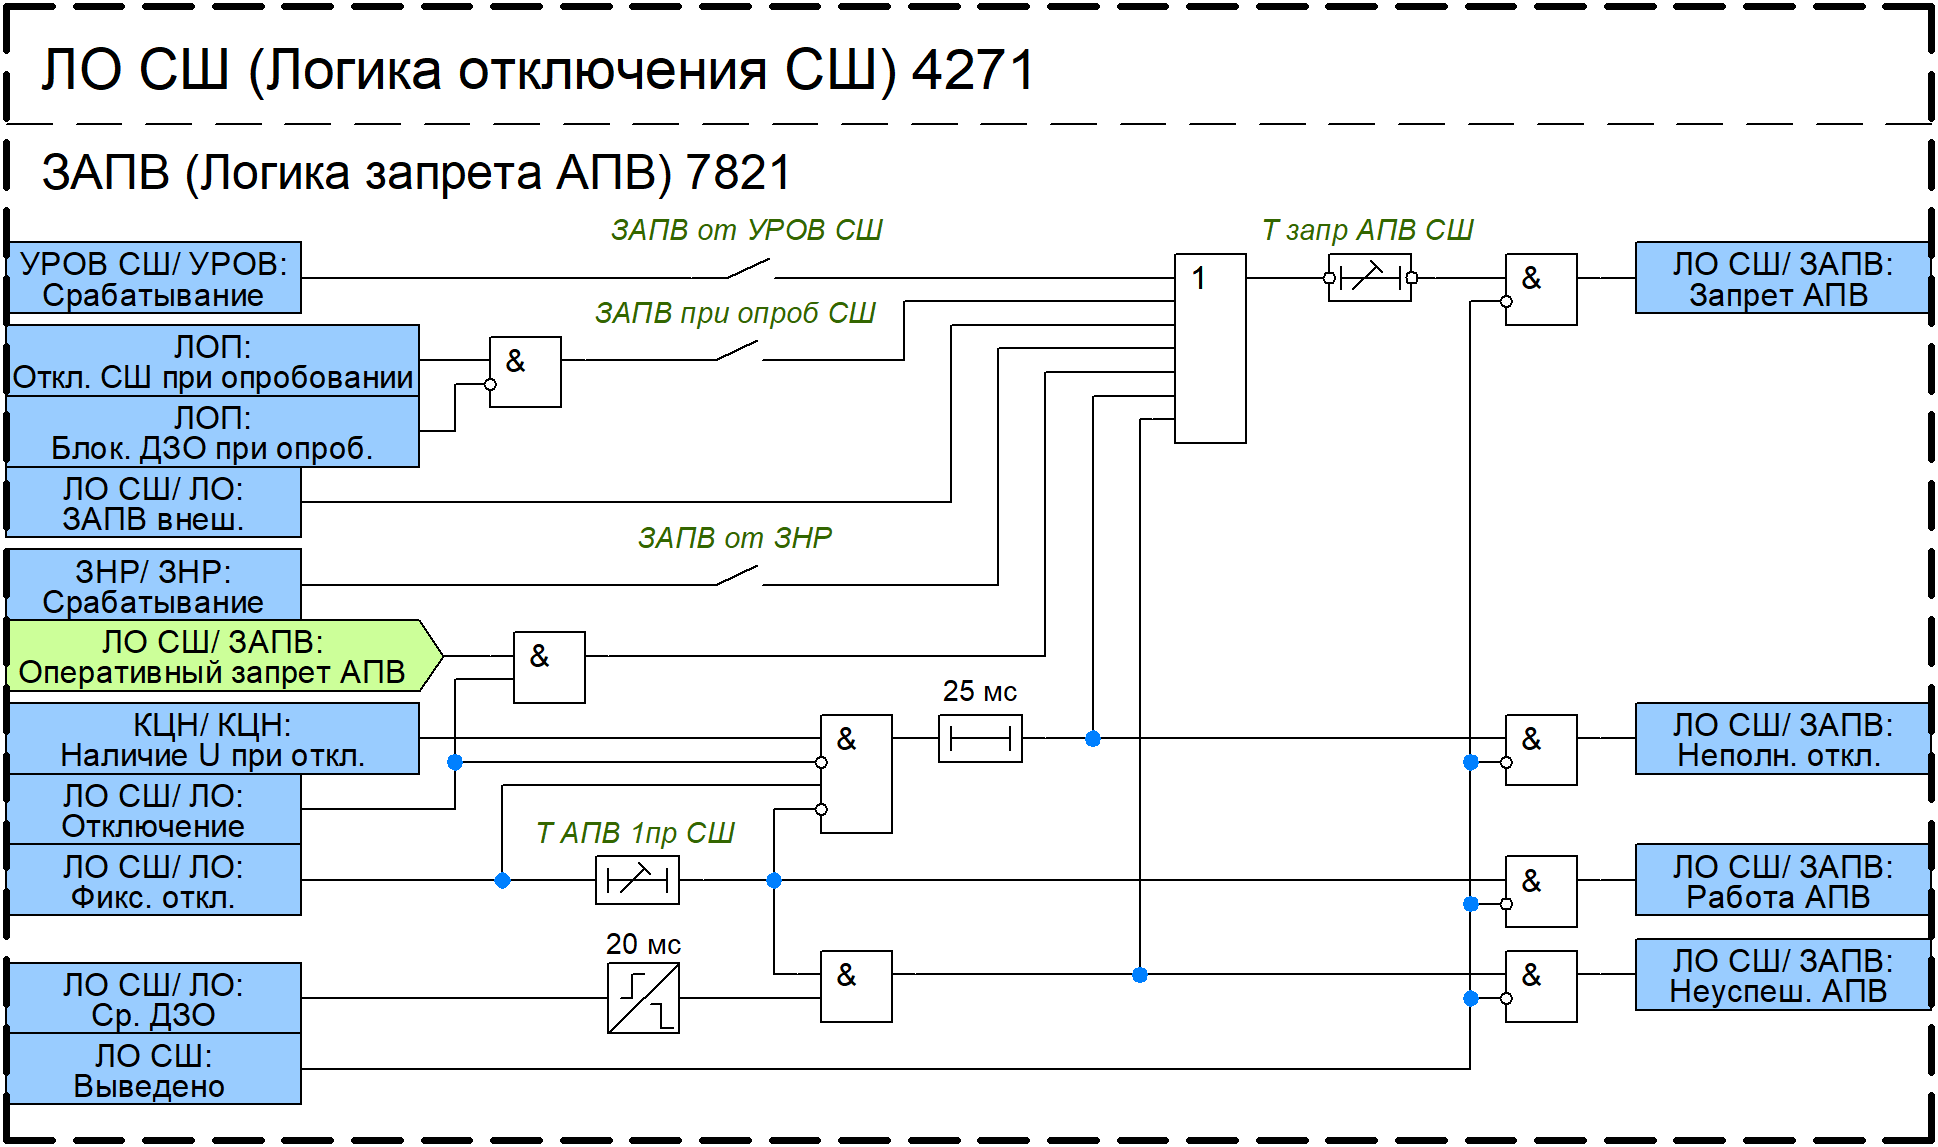 ЛО СШ (Логика отключения СШ) 4271
ЗАПВ (Логика запрета АПВ) 7821
ЗАПВ от УРОВ СШ
Т запр АПВ СШ
УРОВ СШ/ УРОВ:
Срабатывание
1
&
ЛО СШ/ ЗАПВ:
Запрет АПВ
ЗАПВ при опроб СШ
ЛОП:
Откл. СШ при опробовании
&
ЛОП:
Блок. ДЗО при опроб.
ЛО СШ/ ЛО:
ЗАПВ внеш.
ЗАПВ от ЗНР
ЗНР/ ЗНР:
Срабатывание
ЛО СШ/ ЗАПВ:
Оперативный запрет АПВ
&
25 мс
КЦН/ КЦН:
Наличие U при откл.
&
&
ЛО СШ/ ЗАПВ:
Неполн. откл.
ЛО СШ/ ЛО:
Отключение
Т АПВ 1пр СШ
ЛО СШ/ ЛО:
Фикс. откл.
&
ЛО СШ/ ЗАПВ:
Работа АПВ
20 мс
ЛО СШ/ ЛО:
Ср. ДЗО
&
&
ЛО СШ/ ЗАПВ:
Неуспеш. АПВ
ЛО СШ:
Выведено